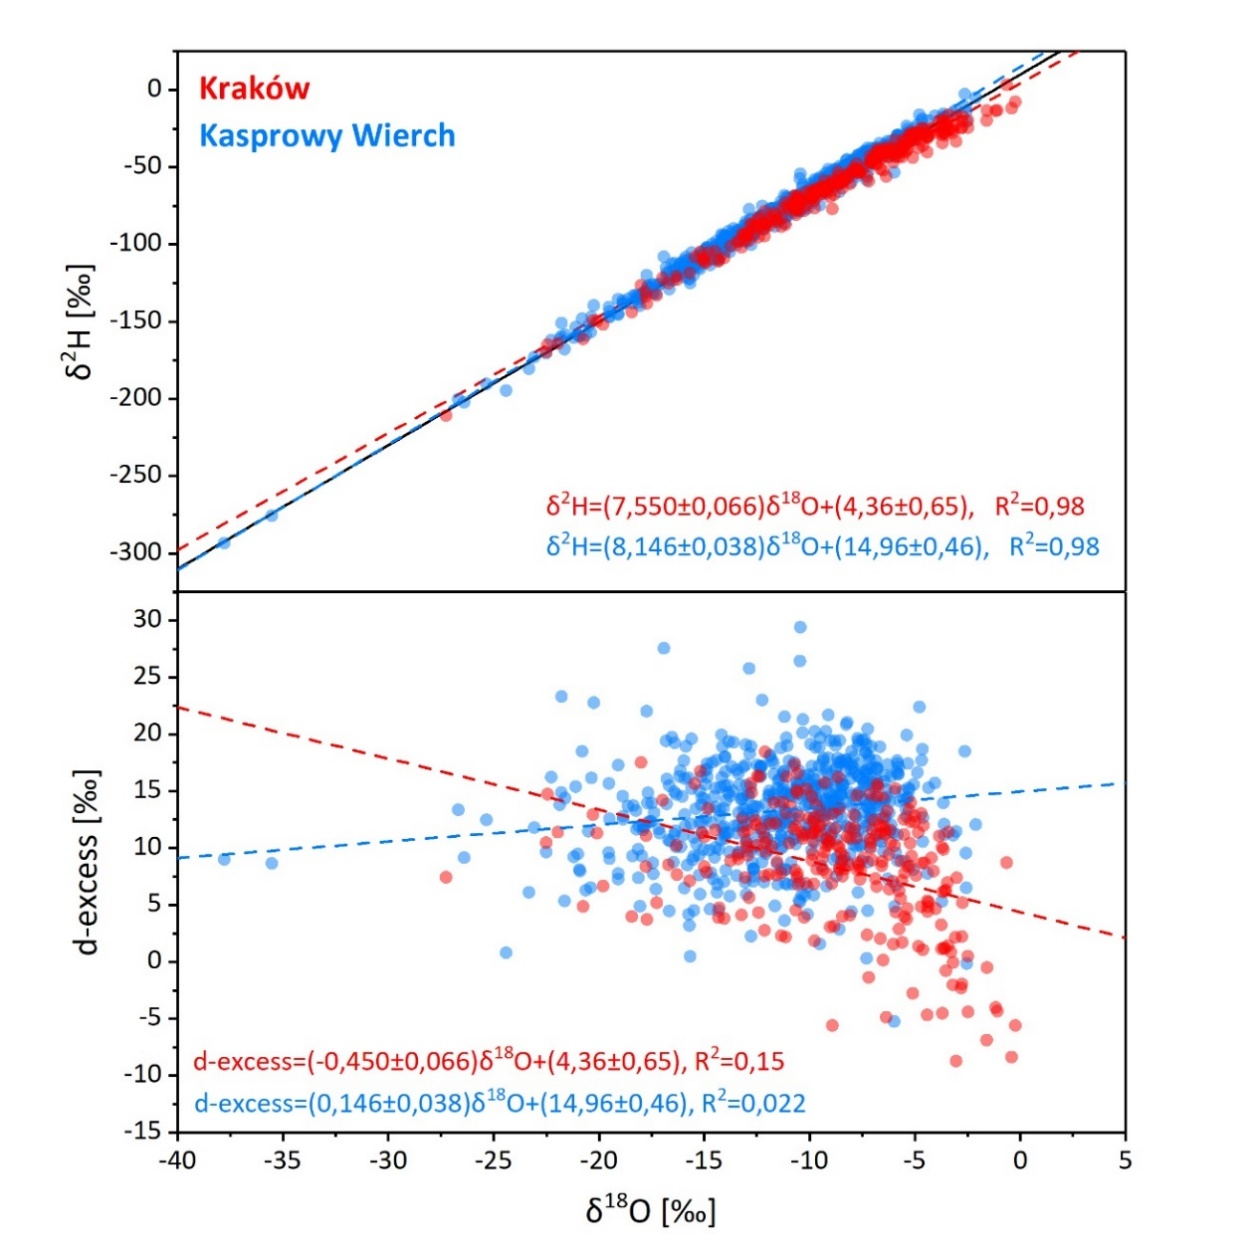 Kraków
Kasprowy Wierch
0
-50
-100
-150
-200
-250
-300
δ²H [‰]
δ²H=(7,550±0,066)δ¹⁸O+(4,36±0,65), R²=0,98
δ²H=(8,146±0,038)δ¹⁸O+(14,96±0,46), R²=0,98
30
25
20
15
10
5
0
-5
-10
-15
d-excess [‰]
d-excess=(-0,450±0,066)δ¹⁸O+(4,36±0,65), R²=0,15
d-excess=(0,146±0,038)δ¹⁸O+(14,96±0,46), R²=0,022
-40 -35 -30 -25 -20 -15 -10 -5 0 5
δ¹⁸O [‰]